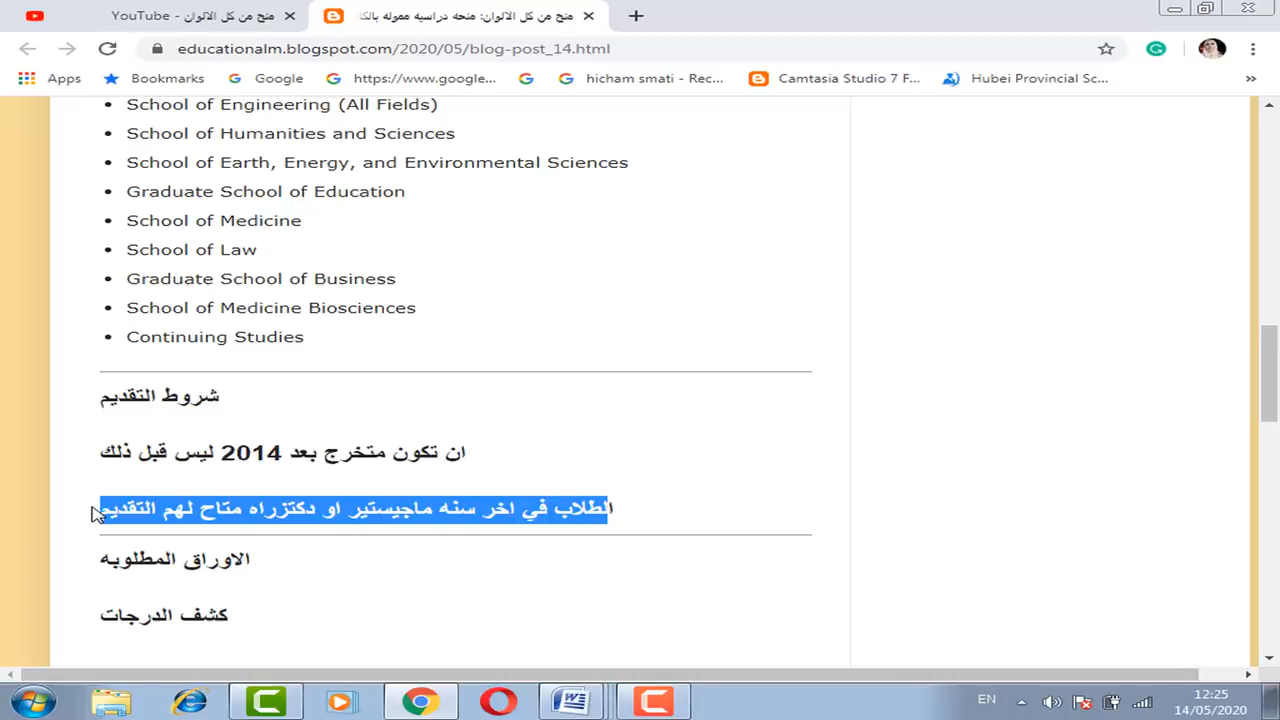 منح من كل الالوان - YouTube
منح من كل الالوان: منحه دراسيه مموله بالكا
educationalm.blogspot.com/2020/05/blog-post_14.html
Apps
Bookmarks
Google
https://www.google...
hicham smati - Rec...
Camtasia Studio 7 F...
Hubei Provincial Sc...
»
• School of Engineering (All Fields)
• School of Humanities and Sciences
• School of Earth, Energy, and Environmental Sciences
• Graduate School of Education
• School of Medicine
• School of Law
• Graduate School of Business
• School of Medicine Biosciences
• Continuing Studies
شروط التقديم
ان تكون متخرج بعد 2014 ليس قبل ذلك
الطلاب في اخر سنه ماجيستير او دكتزراه متاح لهم التقديم
الاوراق المطلوبه
كشف الدرجات
EN
12:25
14/05/2020